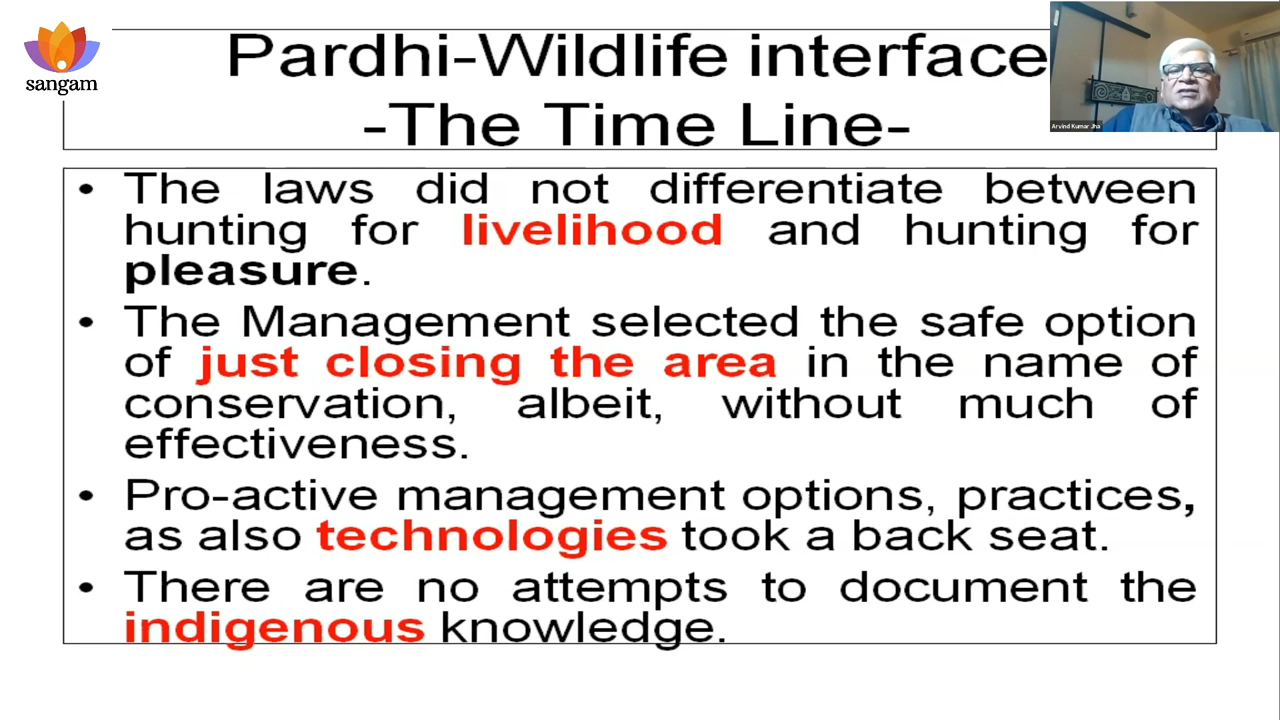 sangam
Pardhi-Wildlife interface
-The Time Line-
Arvind Kumar Jha
• The laws did not differentiate between
hunting for livelihood and hunting for
pleasure.
• The Management selected the safe option
of just closing the area in the name of
conservation, albeit, without much of
effectiveness.
• Pro-active management options, practices,
as also technologies took a back seat.
• There are no attempts to document the
indigenous knowledge.